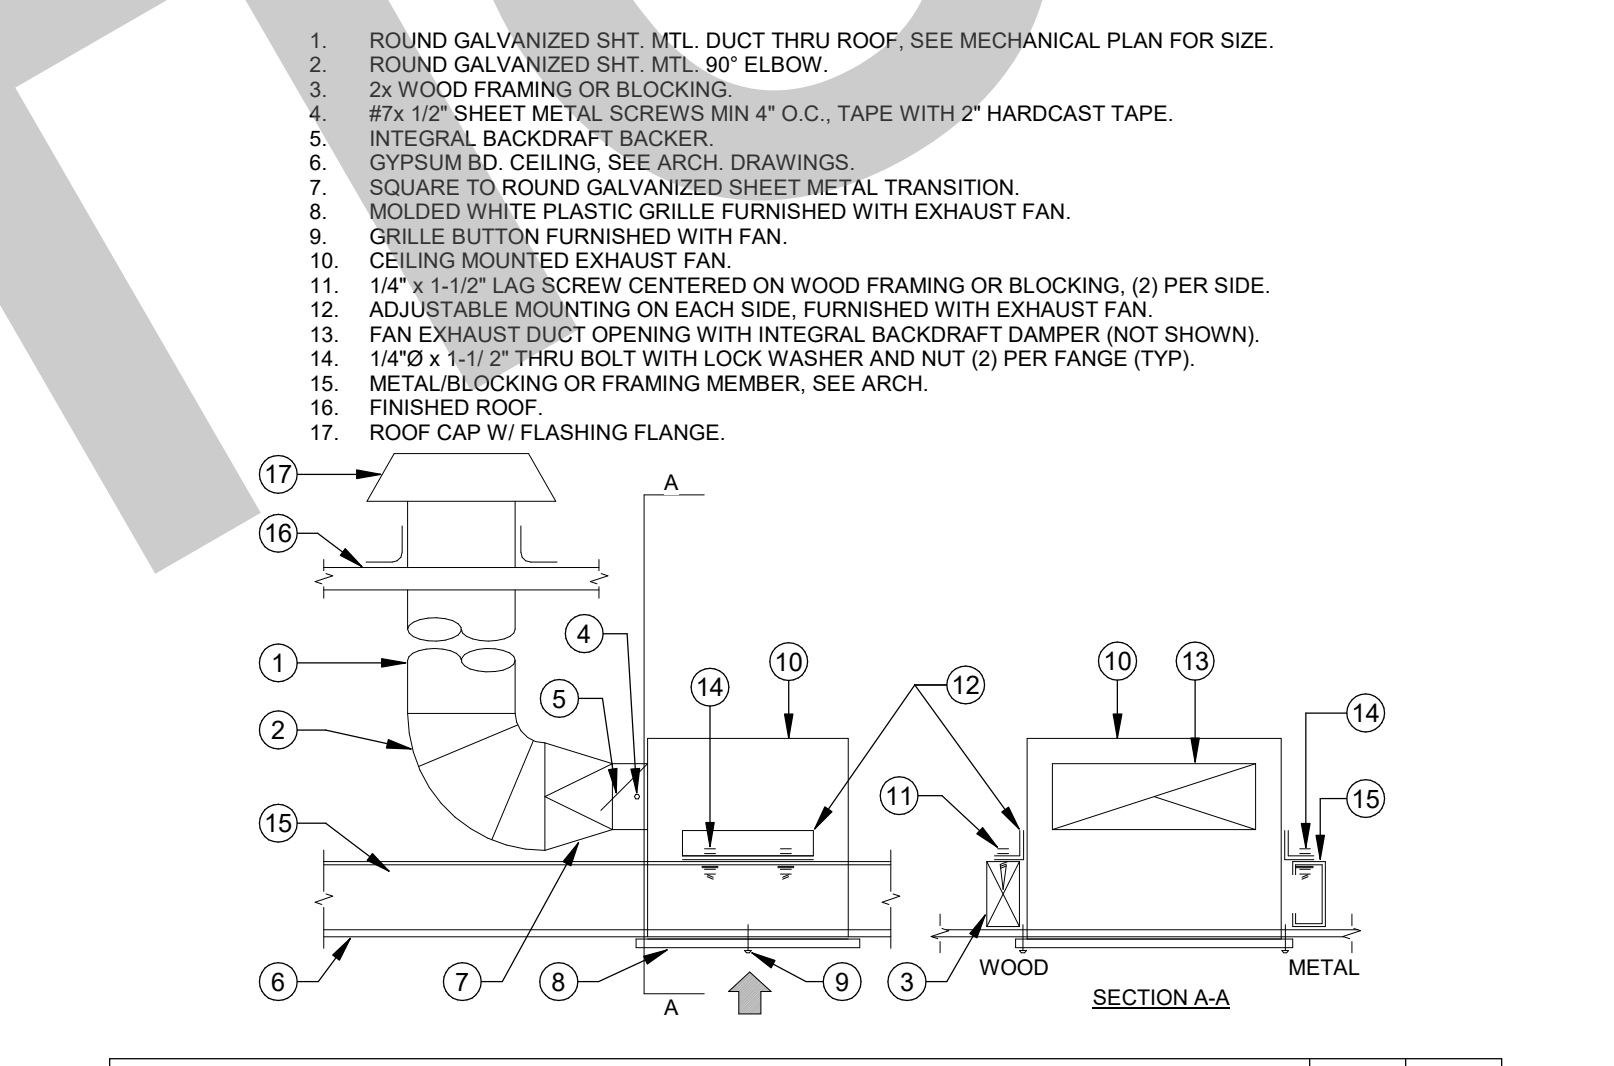 1. ROUND GALVANIZED SHT. MTL. DUCT THRU ROOF, SEE MECHANICAL PLAN FOR SIZE.
2. ROUND GALVANIZED SHT. MTL. 90° ELBOW.
3. 2x WOOD FRAMING OR BLOCKING.
4. #7x 1/2" SHEET METAL SCREWS MIN 4" O.C., TAPE WITH 2" HARDCAST TAPE.
5. INTEGRAL BACKDRAFT BACKER.
6. GYPSUM BD. CEILING, SEE ARCH. DRAWINGS.
7. SQUARE TO ROUND GALVANIZED SHEET METAL TRANSITION.
8. MOLDED WHITE PLASTIC GRILLE FURNISHED WITH EXHAUST FAN.
9. GRILLE BUTTON FURNISHED WITH FAN.
10. CEILING MOUNTED EXHAUST FAN.
11. 1/4" x 1-1/2" LAG SCREW CENTERED ON WOOD FRAMING OR BLOCKING, (2) PER SIDE.
12. ADJUSTABLE MOUNTING ON EACH SIDE, FURNISHED WITH EXHAUST FAN.
13. FAN EXHAUST DUCT OPENING WITH INTEGRAL BACKDRAFT DAMPER (NOT SHOWN).
14. 1/4"Ø x 1-1/ 2" THRU BOLT WITH LOCK WASHER AND NUT (2) PER FANGE (TYP).
15. METAL/BLOCKING OR FRAMING MEMBER, SEE ARCH.
16. FINISHED ROOF.
17. ROOF CAP W/ FLASHING FLANGE.
17
A
16
4
1
10
10
13
14
12
5
14
2
11
15
15
WOOD
METAL
6
7
8
9
3
SECTION A-A
A